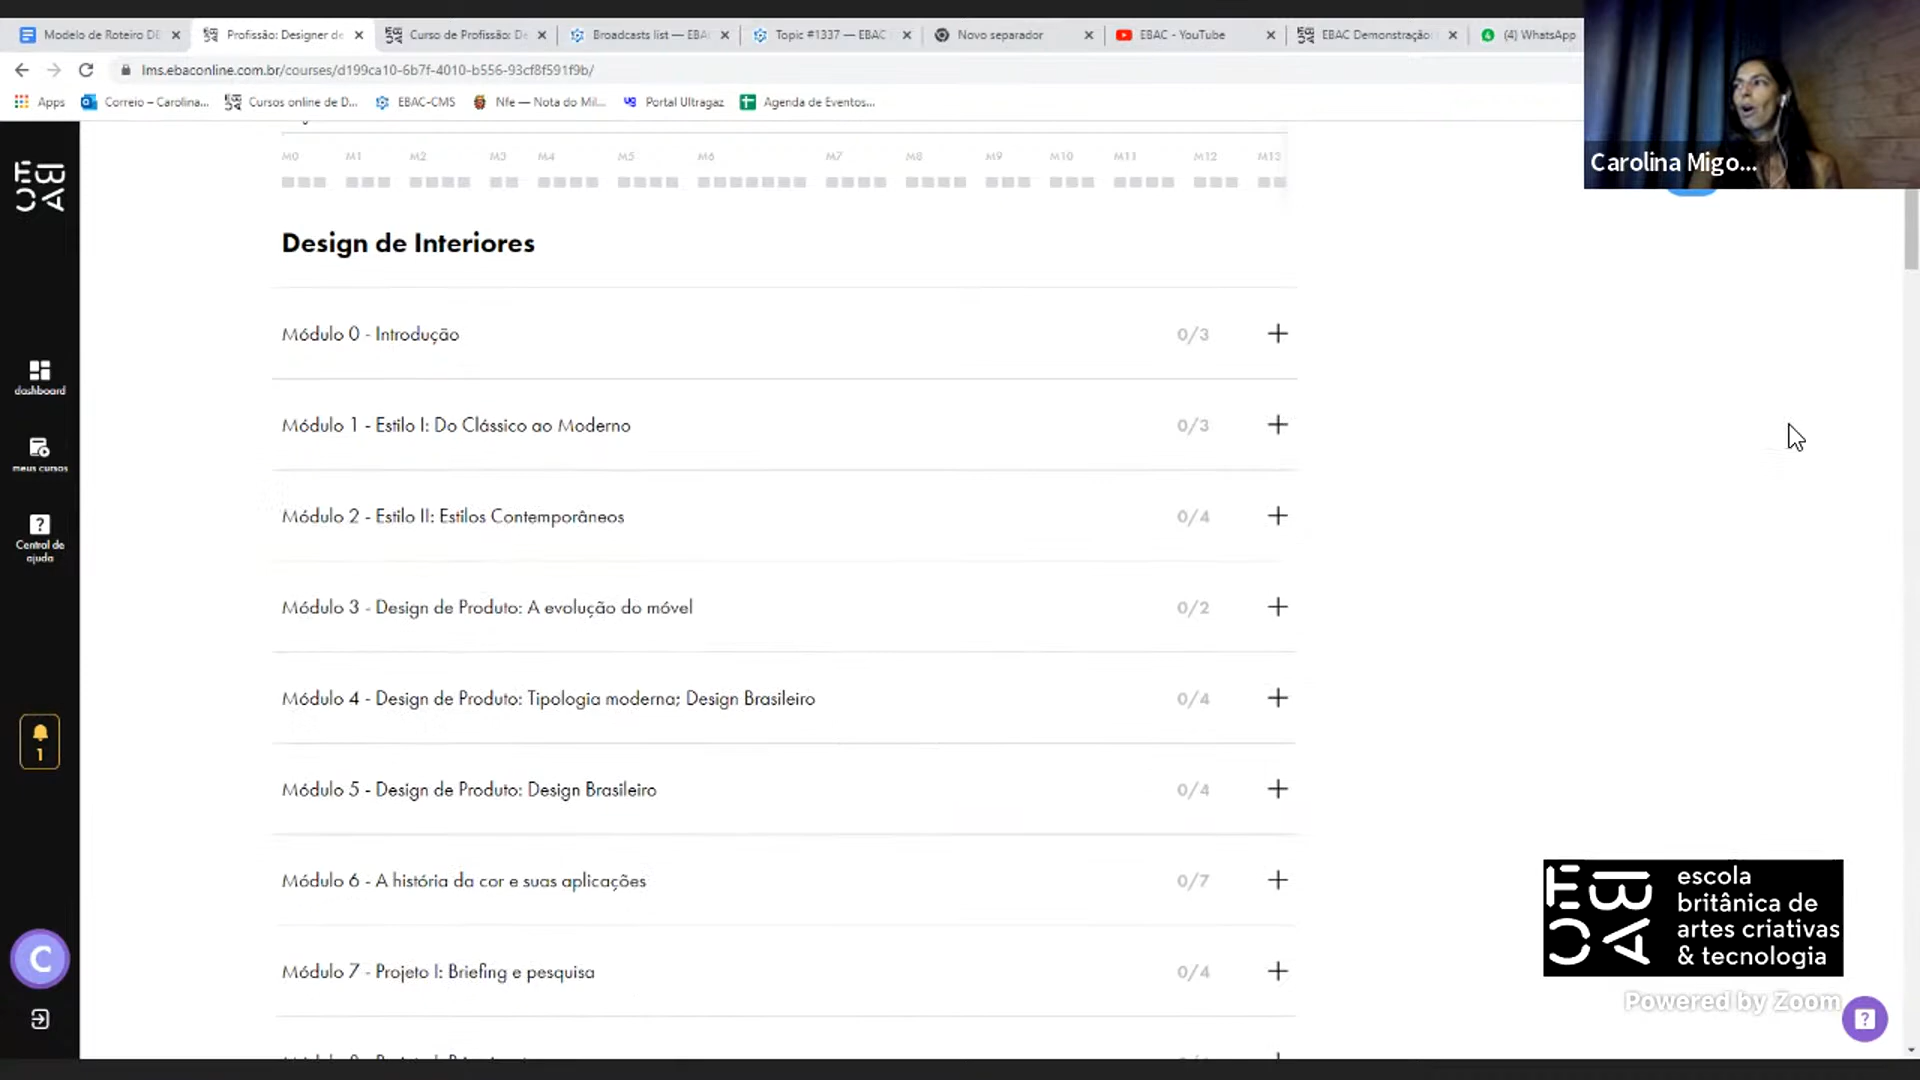 Modelo de Roteiro DE
Profissão: Designer de
Curso de Profissão: De
Broadcasts list — EBA
Topic #1337 — EBAC
Novo separador
EBAC - YouTube
EBAC Demonstração
(4) WhatsApp
lms.ebaconline.com.br/courses/d199ca10-6b7f-4010-b556-93cf8f591f9b/
Apps
Correio – Carolina...
Cursos online de D...
EBAC-CMS
Nfe — Nota do Mil...
Portal Ultragaz
Agenda de Eventos...
Carolina Migo...
M0 M1 M2 M3 M4 M5 M6 M7 M8 M9 M10 M11 M12 M13
EBAC
Design de Interiores
Módulo 0 - Introdução 0/3
dashboard
Módulo 1 - Estilo I: Do Clássico ao Moderno 0/3
meus cursos
Módulo 2 - Estilo II: Estilos Contemporâneos 0/4
Central de
ajuda
Módulo 3 - Design de Produto: A evolução do móvel 0/2
Módulo 4 - Design de Produto: Tipologia moderna; Design Brasileiro 0/4
1
Módulo 5 - Design de Produto: Design Brasileiro 0/4
Módulo 6 - A história da cor e suas aplicações 0/7
C
Módulo 7 - Projeto I: Briefing e pesquisa 0/4
EBAC
escola
britânica de
artes criativas
& tecnologia
Powered by Zoom